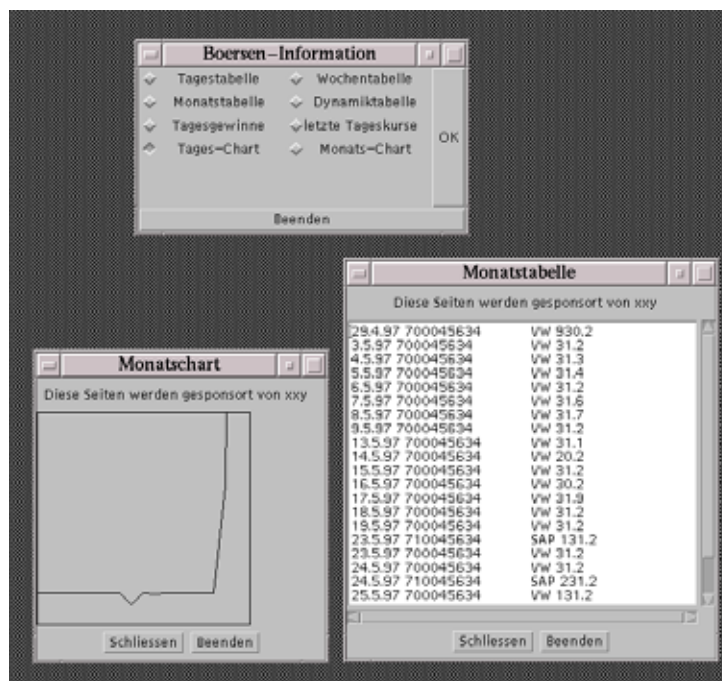 Boersen-Information
Tagestabelle Wochentabelle
Monatstabelle Dynamiktabelle
Tagesgewinne letzte Tageskurse
Tages-Chart Monats-Chart
OK
Beenden
Monatstabelle
Diese Seiten werden gesponsort von xxy
29.4.97 700045634 VW 930.2
3.5.97 700045634 VW 31.2
4.5.97 700045634 VW 31.3
5.5.97 700045634 VW 31.4
6.5.97 700045634 VW 31.2
7.5.97 700045634 VW 31.6
8.5.97 700045634 VW 31.7
9.5.97 700045634 VW 31.2
13.5.97 700045634 VW 31.1
14.5.97 700045634 VW 20.2
15.5.97 700045634 VW 31.2
16.5.97 700045634 VW 30.2
17.5.97 700045634 VW 31.9
18.5.97 700045634 VW 31.2
19.5.97 700045634 VW 31.2
23.5.97 710045634 SAP 131.2
23.5.97 700045634 VW 31.2
24.5.97 700045634 VW 31.2
24.5.97 710045634 SAP 231.2
25.5.97 700045634 VW 131.2
Schliessen Beenden
Monatschart
Diese Seiten werden gesponsort von xxy
Schliessen Beenden